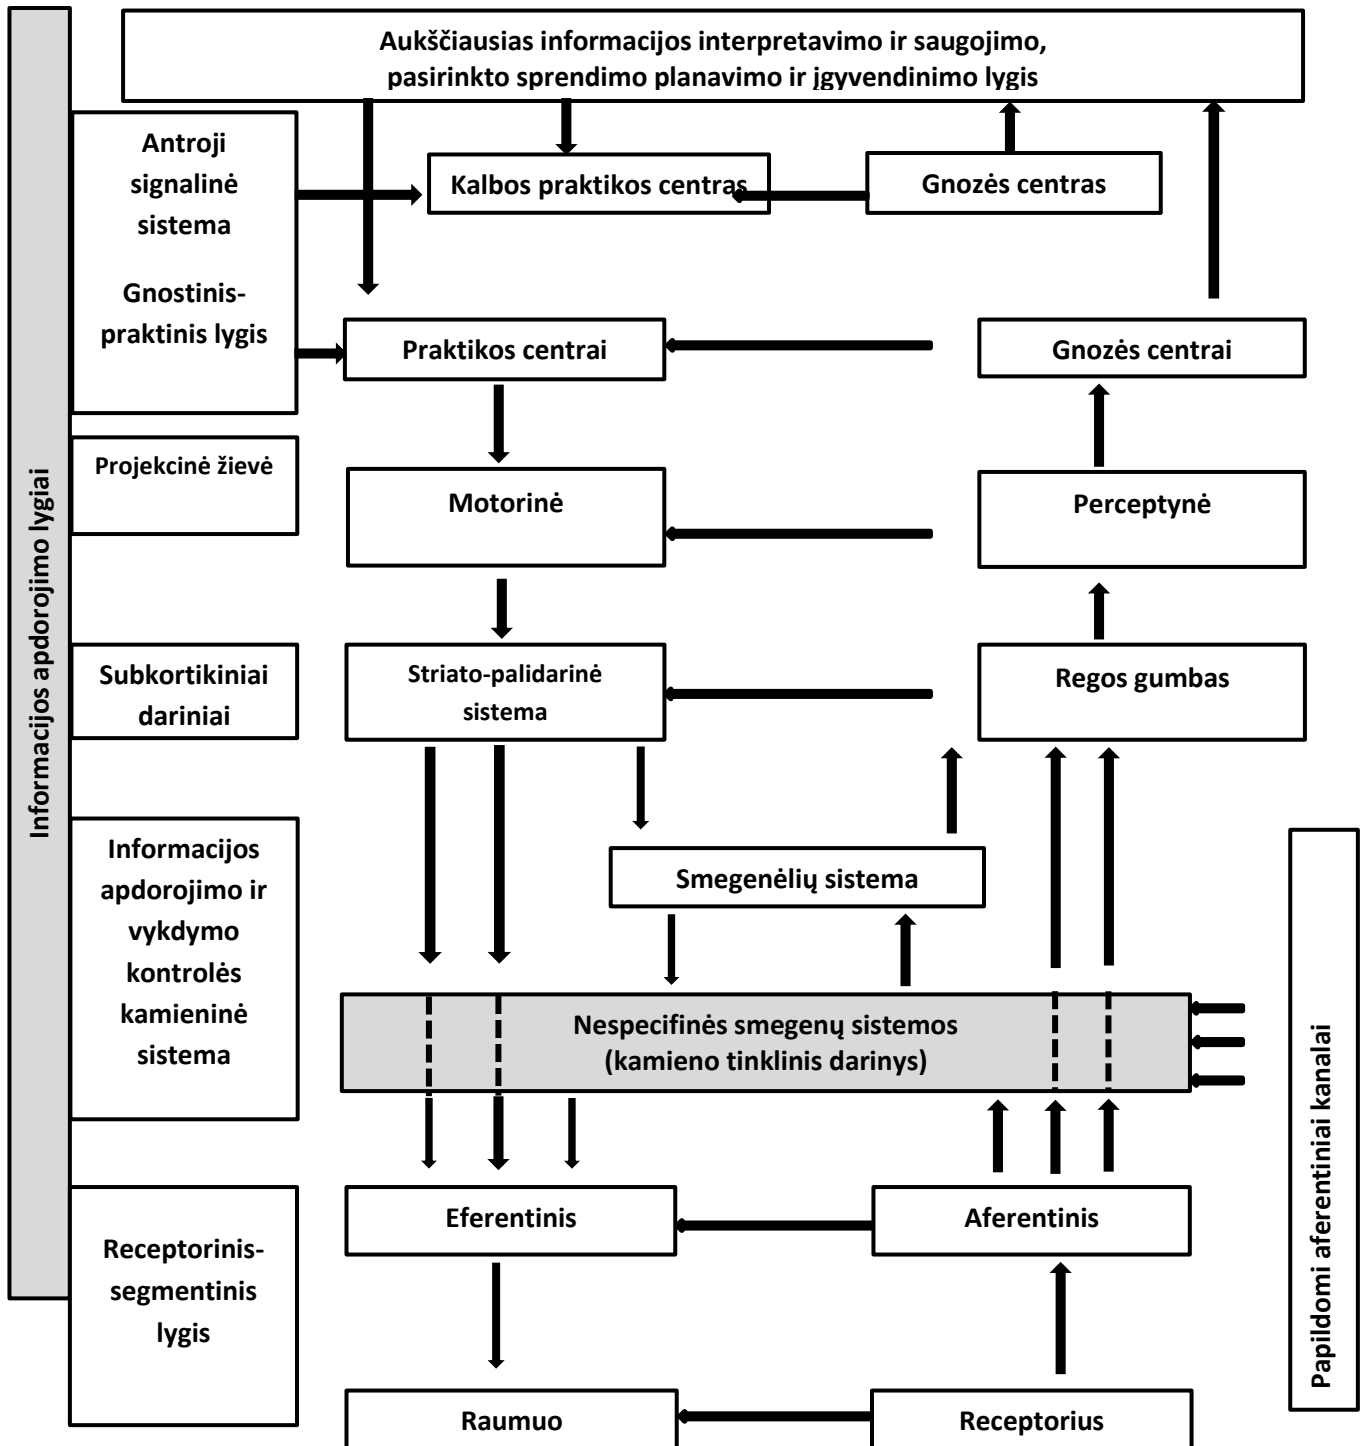 Aukščiausias informacijos interpretavimo ir saugojimo,
pasirinkto sprendimo planavimo ir įgyvendinimo lygis
Informacijos apdorojimo lygiai
Antroji
signalinė
sistema
Gnostinis-
praktinis lygis
Kalbos praktikos centras
Gnozės centras
Praktikos centrai
Gnozės centrai
Projekcinė žievė
Motorinė
Perceptynė
Subkortikiniai
dariniai
Striato-palidarinė
sistema
Regos gumbas
Informacijos
apdorojimo ir
vykdymo
kontrolės
kamieninė
sistema
Smegenėlių sistema
Nespecifinės smegenų sistemos
(kamieno tinklinis darinys)
Papildomi aferentiniai kanalai
Receptorinis-
segmentinis
lygis
Eferentinis
Aferentinis
Raumuo
Receptorius